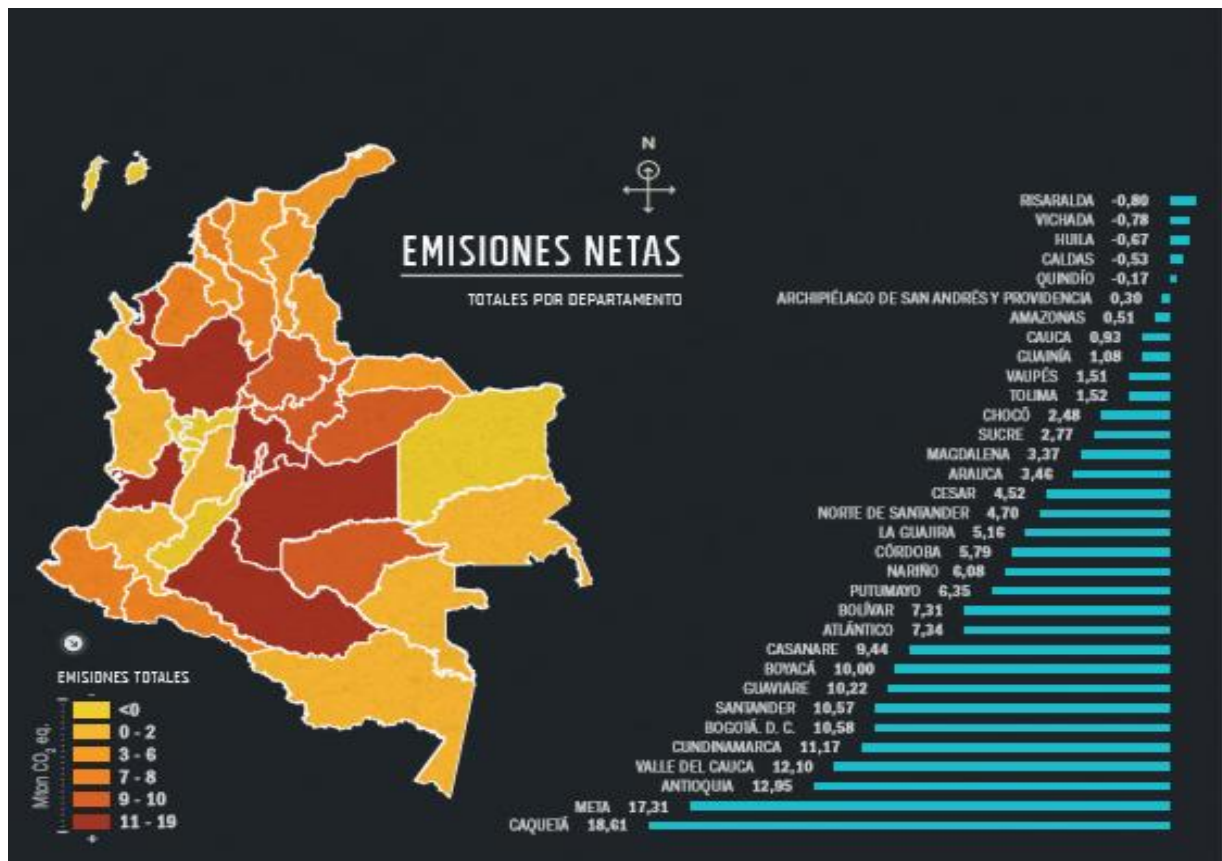 N
EMISIONES NETAS
TOTALES POR DEPARTAMENTO
RISARALDA -0,80
VICHADA -0,78
HUILA -0,67
CALDAS -0,53
QUINDÍO -0,17
ARCHIPIÉLAGO DE SAN ANDRÉS Y PROVIDENCIA 0,30
AMAZONAS 0,51
CAUCA 0,93
GUAINÍA 1,08
VAUPÉS 1,51
TOLIMA 1,52
CHOCÓ 2,48
SUCRE 2,77
MAGDALENA 3,37
ARAUCA 3,46
CESAR 4,52
NORTE DE SANTANDER 4,70
LA GUAJIRA 5,16
CÓRDOBA 5,79
NARIÑO 6,08
PUTUMAYO 6,35
BOLÍVAR 7,31
ATLÁNTICO 7,34
CASANARE 9,44
BOYACÁ 10,00
GUAVIARE 10,22
SANTANDER 10,57
BOGOTÁ. D. C. 10,58
CUNDINAMARCA 11,17
VALLE DEL CAUCA 12,10
ANTIOQUIA 12,95
META 17,31
CAQUETÁ 18,61
EMISIONES TOTALES
-
<0
0 - 2
3 - 6
7 - 8
9 - 10
11 - 19
+
Mton CO₂ eq.